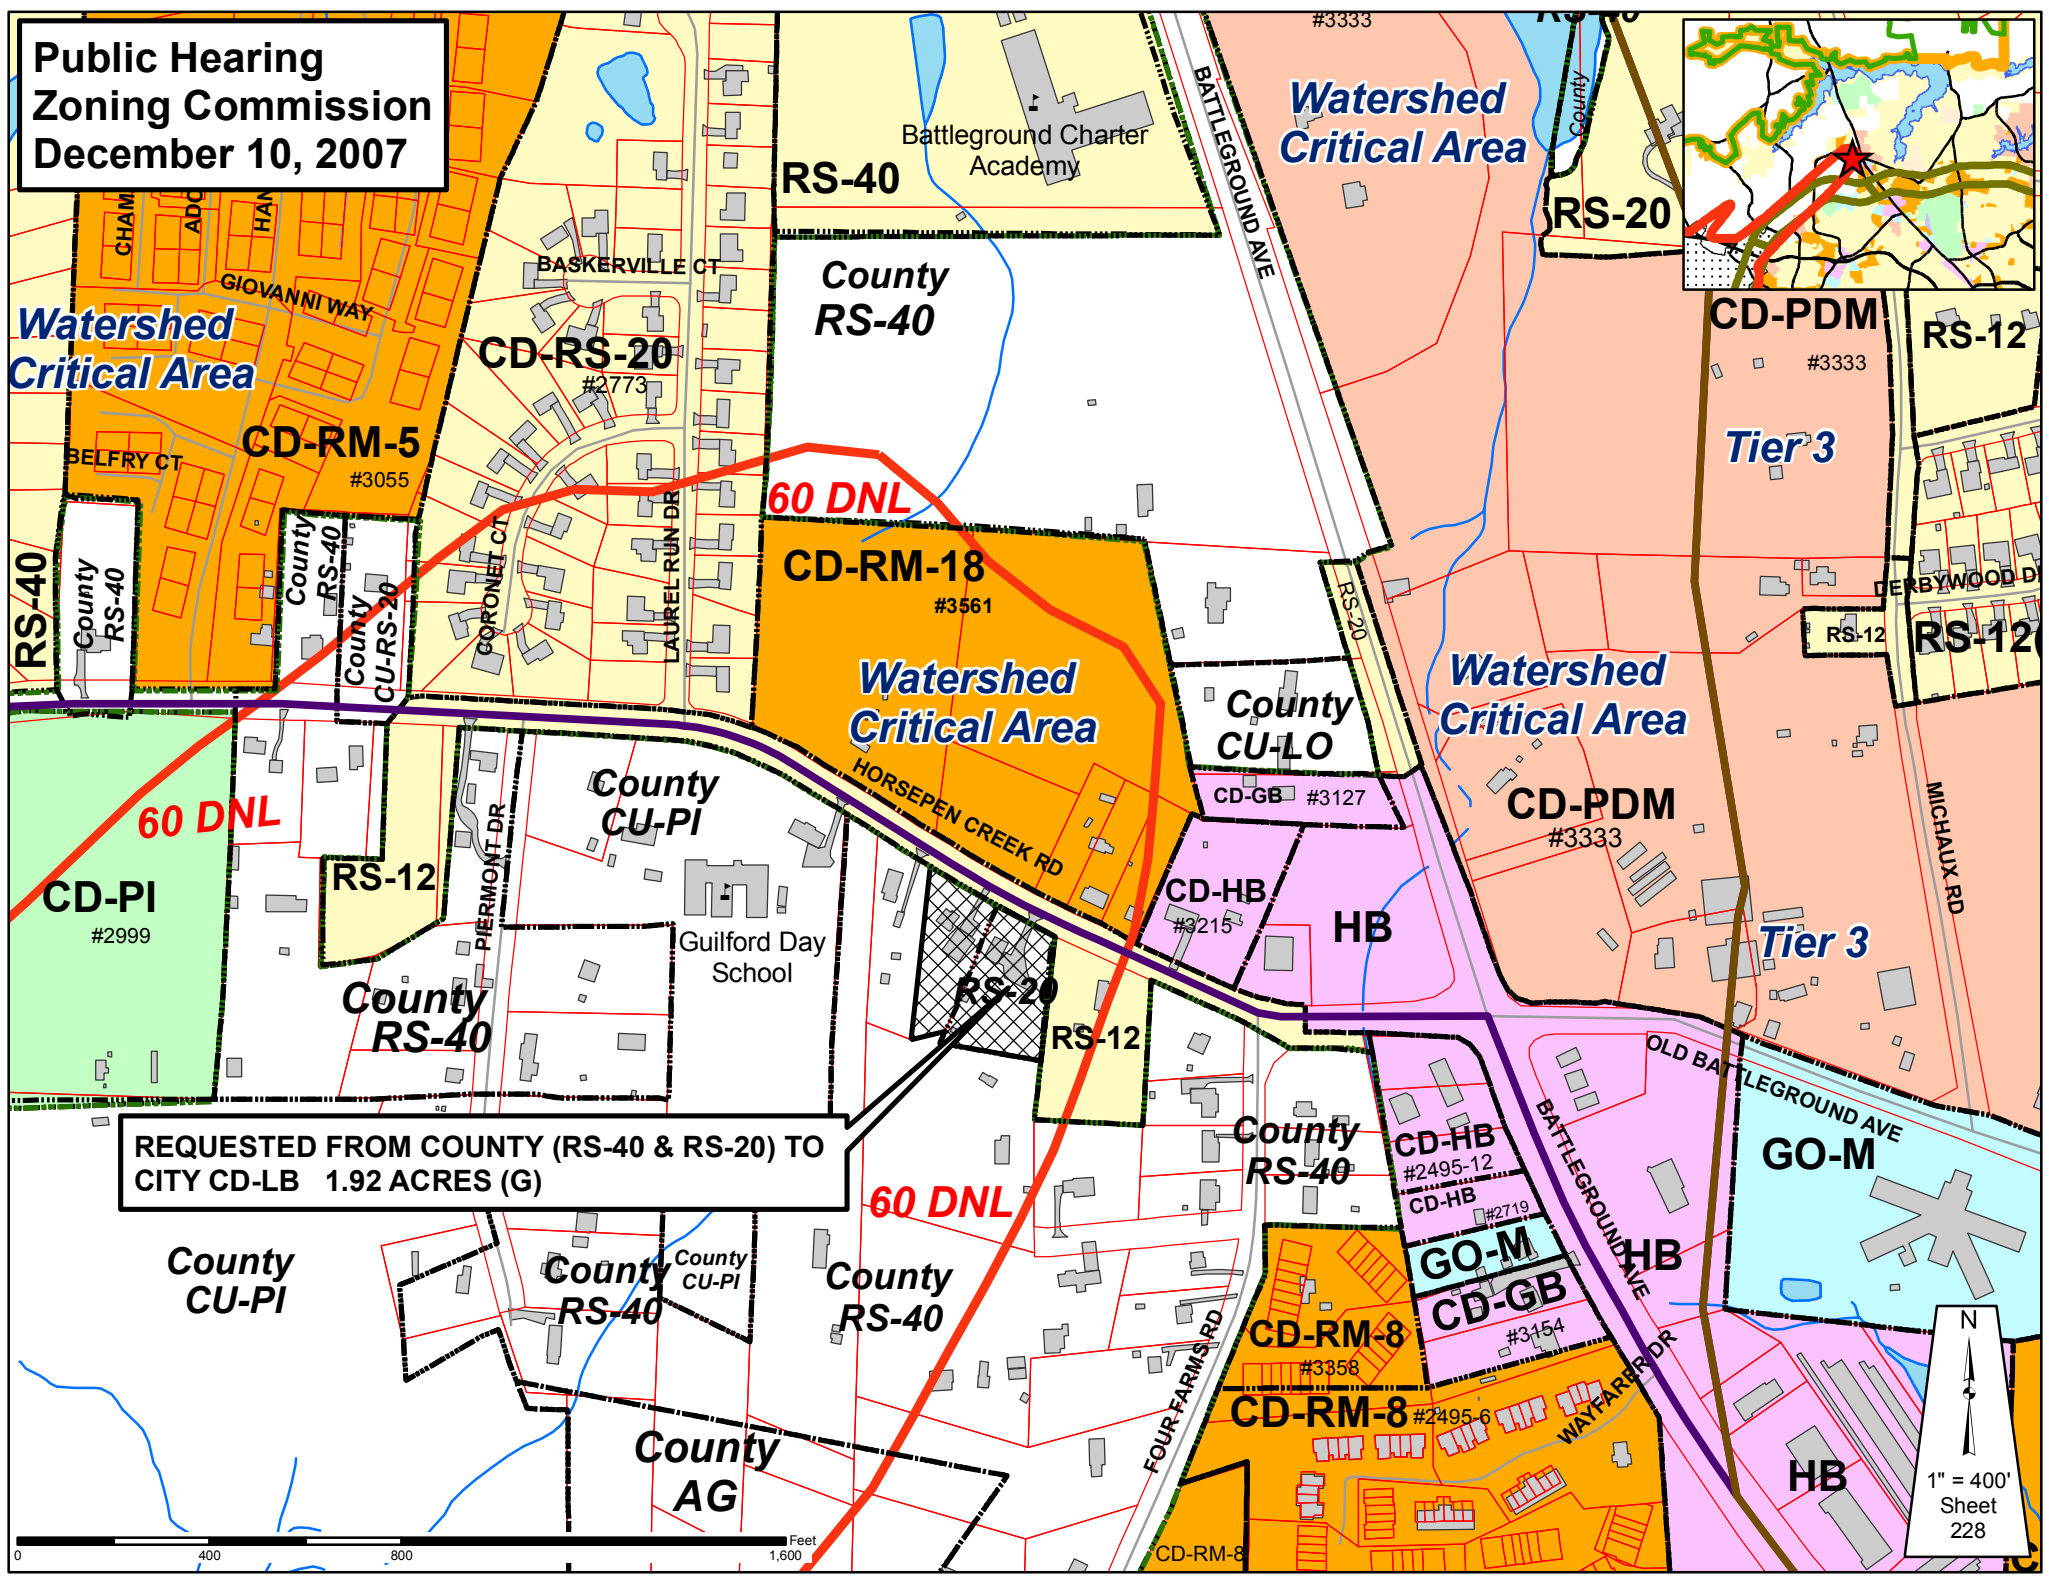 Public Hearing
Zoning Commission
December 10, 2007
#3333
BATTLEGROUND AVE
Watershed
Critical Area
County
RS-20
Battleground Charter
Academy
RS-40
County
RS-40
GIOVANNI WAY
BASKERVILLE CT
Watershed
Critical Area
CD-RS-20
#2773
CD-PDM
#3333
RS-12
CD-RM-5
#3055
BELFRY CT
Tier 3
60 DNL
RS-40
County
RS-40
County
RS-40
County
CU-RS-20
CORONET CT
LAUREL RUN DR
CD-RM-18
#3561
RS-20
RS-12
Watershed
Critical Area
County
CU-LO
Watershed
Critical Area
60 DNL
County
CU-PI
PIERMONT DR
HORSEPEN CREEK RD
CD-GB #3127
CD-PDM
#3333
MICHAUX RD
RS-12
CD-PI
#2999
CD-HB
#3215
HB
Guilford Day
School
Tier 3
County
RS-40
RS-20
RS-12
OLD BATTLEGROUND AVE
REQUESTED FROM COUNTY (RS-40 & RS-20) TO
CITY CD-LB 1.92 ACRES (G)
County
RS-40
CD-HB
#2495-12
CD-HB
#2719
BATTLEGROUND AVE
GO-M
60 DNL
County
CU-PI
County
RS-40
County
CU-PI
County
RS-40
GO-M
HB
CD-GB
#3154
FOUR FARMS RD
CD-RM-8
#3358
CD-RM-8 #2495-6
WAYFARER DR
County
AG
HB
CD-RM-8
N
1" = 400'
Sheet
228
Feet
0 400 800 1,600